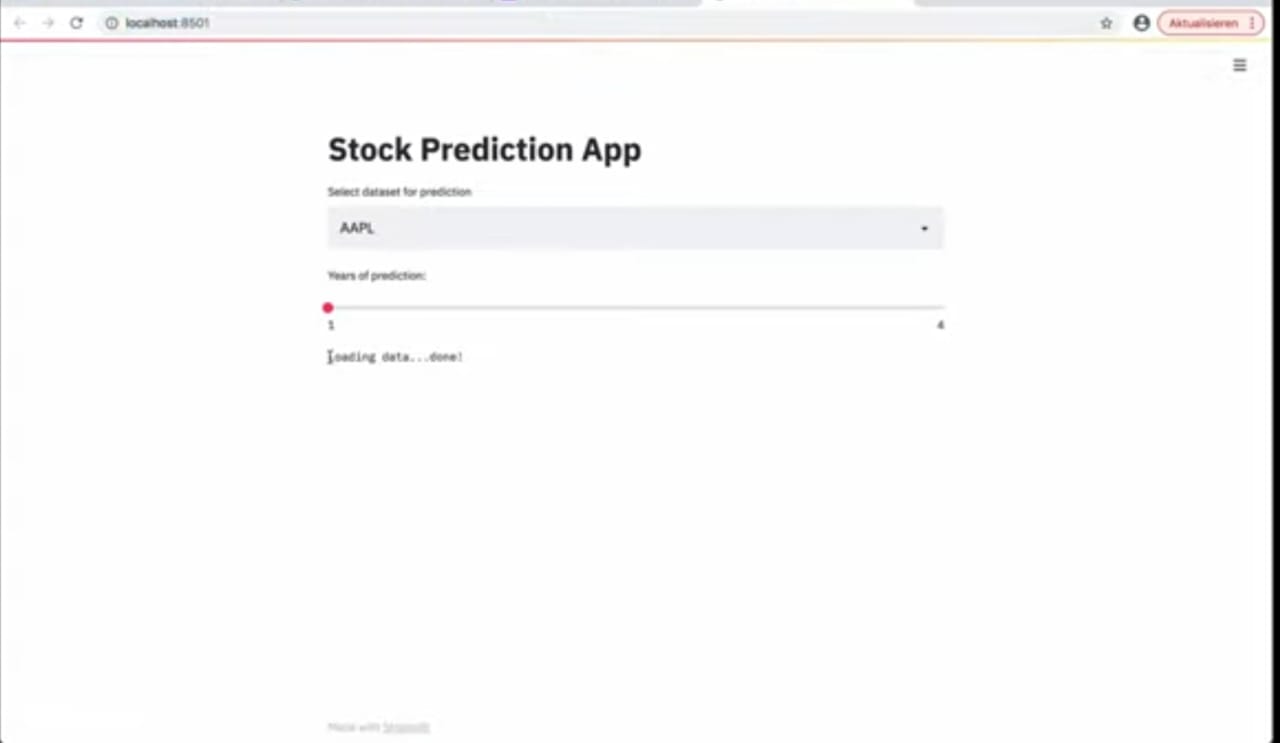 localhost:8501
Aktualisieren
Stock Prediction App
Select dataset for prediction
AAPL
Years of prediction:
1
4
Loading data...done!
Made with Streamlit